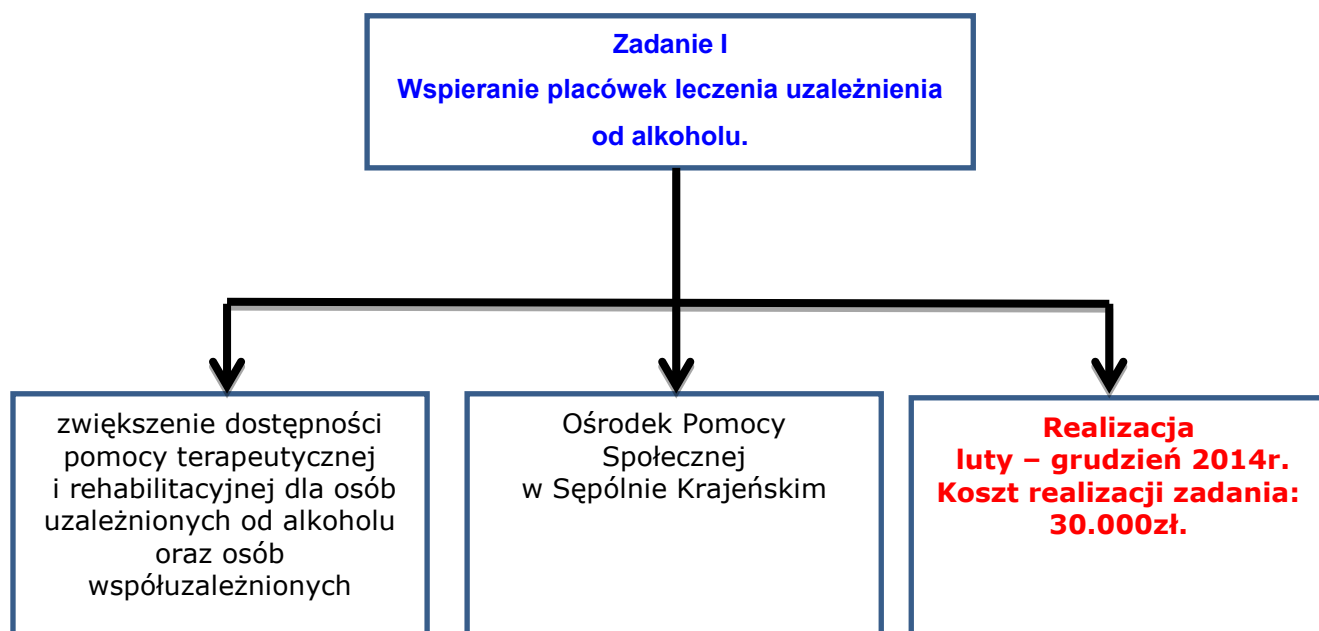 Zadanie I
Wspieranie placówek leczenia uzależnienia
od alkoholu.
zwiększenie dostępności
pomocy terapeutycznej
i rehabilitacyjnej dla osób
uzależnionych od alkoholu
oraz osób
współuzależnionych
Ośrodek Pomocy
Społecznej
w Sępólnie Krajeńskim
Realizacja
luty – grudzień 2014r.
Koszt realizacji zadania:
30.000zł.